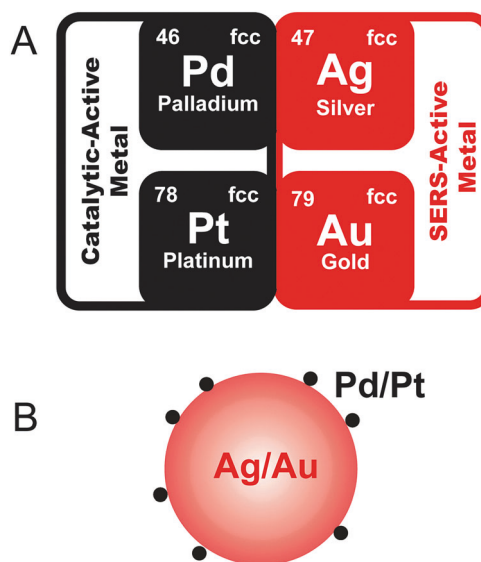 A
Catalytic-Active
Metal
46 fcc
Pd
Palladium
47 fcc
Ag
Silver
78 fcc
Pt
Platinum
79 fcc
Au
Gold
SERS-Active
Metal
B
Pd/Pt
Ag/Au